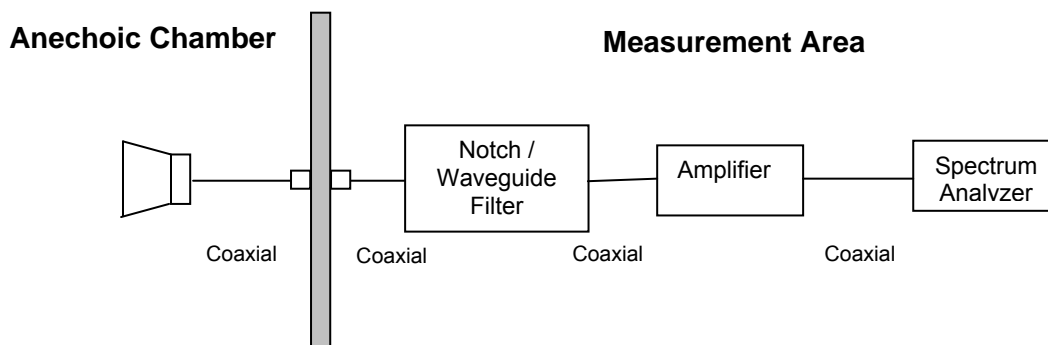 Anechoic Chamber
Measurement Area
Notch /
Waveguide
Filter
Amplifier
Spectrum
Analvzer
Coaxial
Coaxial
Coaxial
Coaxial